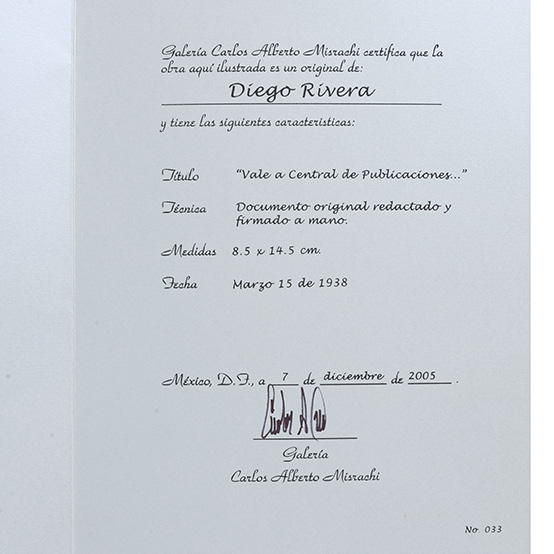 Galería Carlos Alberto Misrachi certifica que la
obra aquí ilustrada es un original de:
Diego Rivera
y tiene las siguientes características:
Título "Vale a Central de Publicaciones..."
Técnica Documento original redactado y
firmado a mano.
Medidas 8.5 x 14.5 cm.
Fecha Marzo 15 de 1938
México, D.F., a 7 de diciembre de 2005.
Galería
Carlos Alberto Misrachi
No. 033